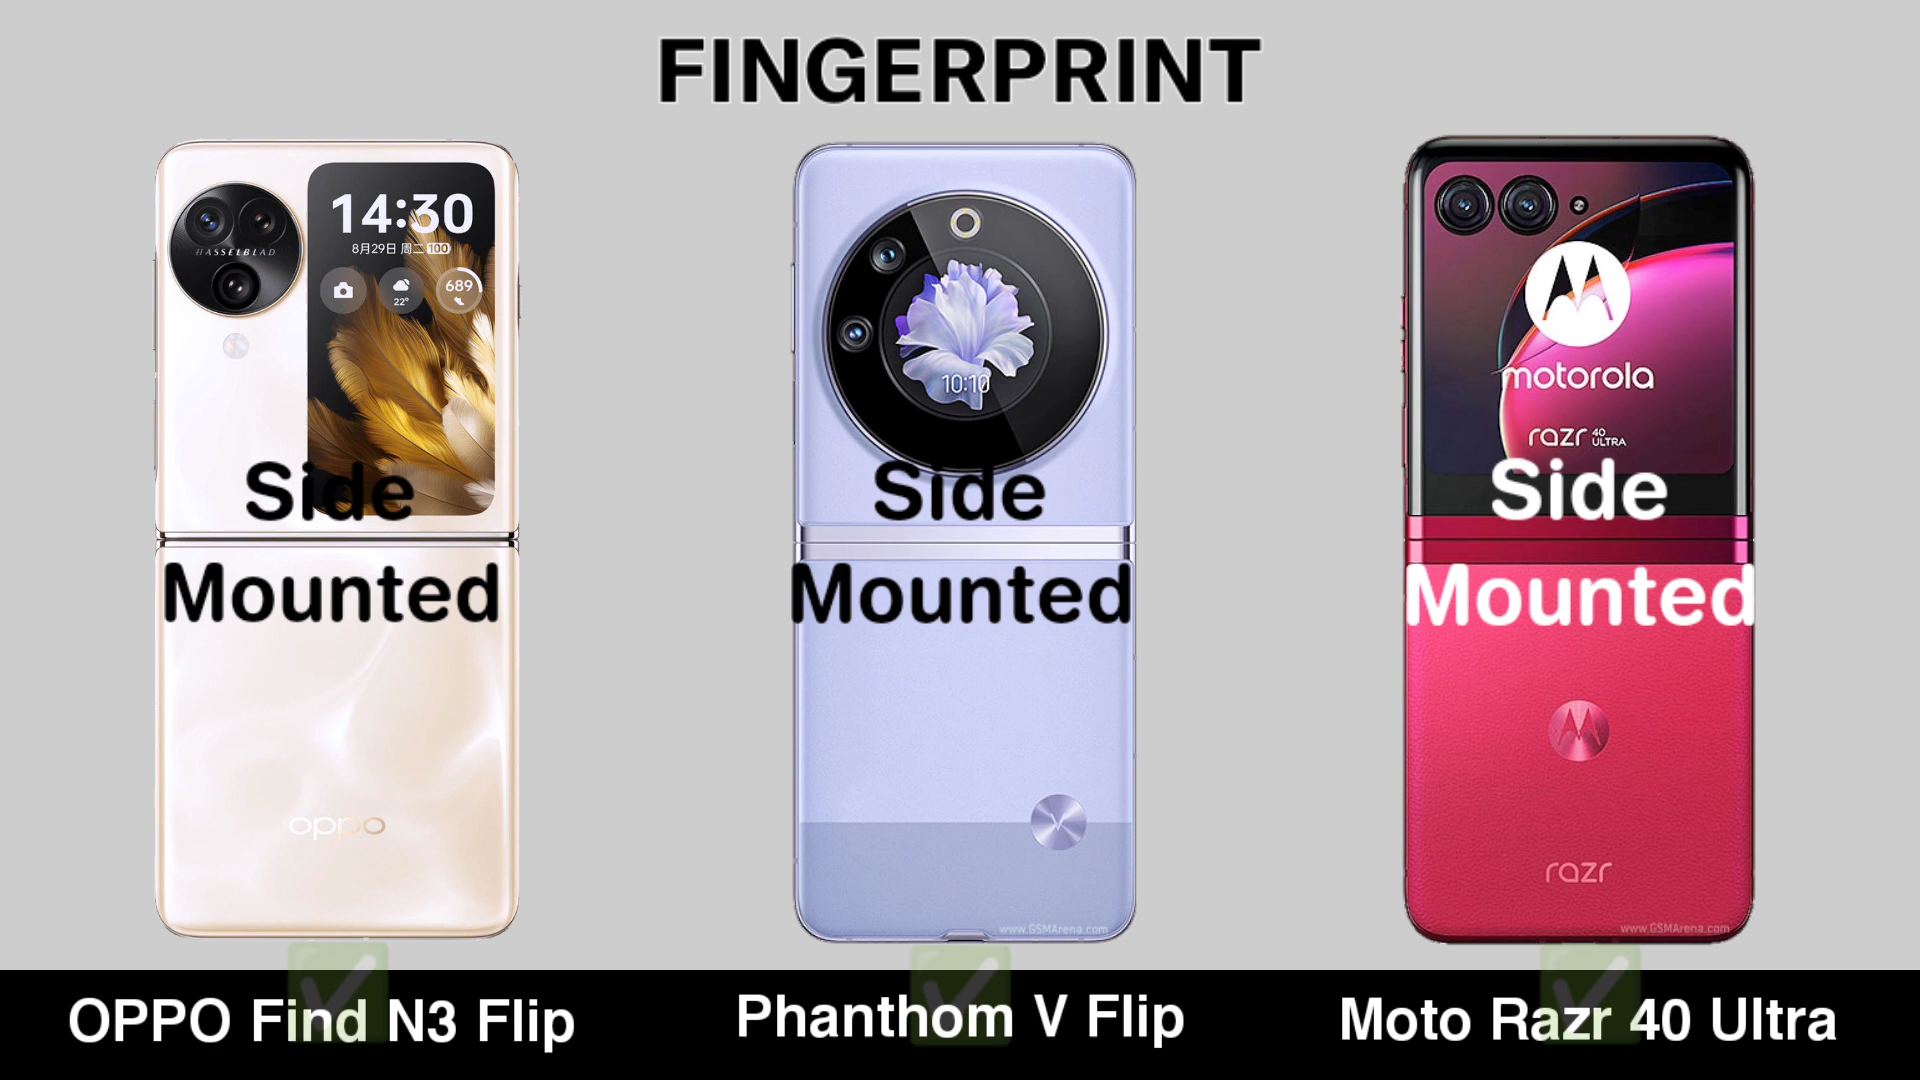 FINGERPRINT
14:30
8月29日 周二 100
HASSELBLAD
22°
689
Side
Mounted
oppo
10:10
Side
Mounted
www.GSMArena.com
motorola
razr 40 ULTRA
Side
Mounted
razr
www.GSMArena.com
OPPO Find N3 Flip
Phanthom V Flip
Moto Razr 40 Ultra